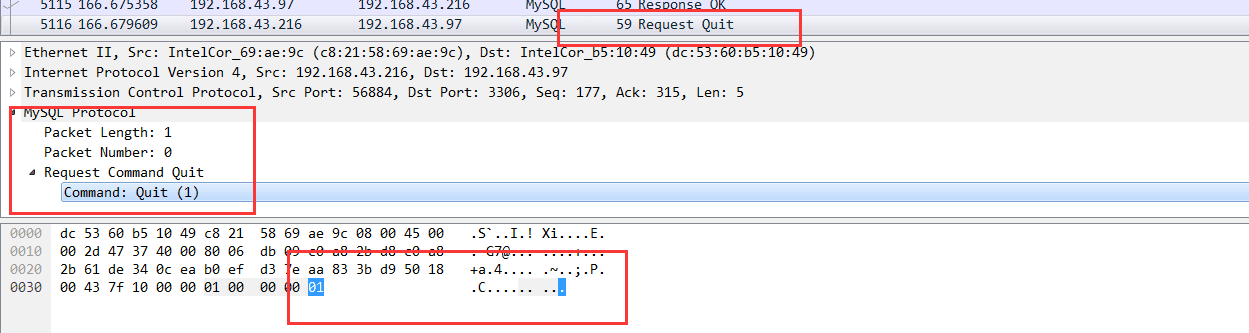 5115 166.675358 192.168.43.97 192.168.43.216 MySQL 65 Response OK
5116 166.679609 192.168.43.216 192.168.43.97 MySQL 59 Request Quit
Ethernet II, Src: IntelCor_69:ae:9c (c8:21:58:69:ae:9c), Dst: IntelCor_b5:10:49 (dc:53:60:b5:10:49)
Internet Protocol Version 4, Src: 192.168.43.216, Dst: 192.168.43.97
Transmission Control Protocol, Src Port: 56884, Dst Port: 3306, Seq: 177, Ack: 315, Len: 5
MySQL Protocol
Packet Length: 1
Packet Number: 0
Request Command Quit
Command: Quit (1)
0000 dc 53 60 b5 10 49 c8 21 58 69 ae 9c 08 00 45 00 .S`..I.! Xi....E.
0010 00 2d 47 37 40 00 80 06 db 09 c0 a8 2b d8 c0 a8 .-G7@... ....+...
0020 2b 61 de 34 0c ea b0 ef d3 7e aa 83 3b d9 50 18 +a.4.... .~..;.P.
0030 00 43 7f 10 00 00 01 00 00 00 01 .C...... ...